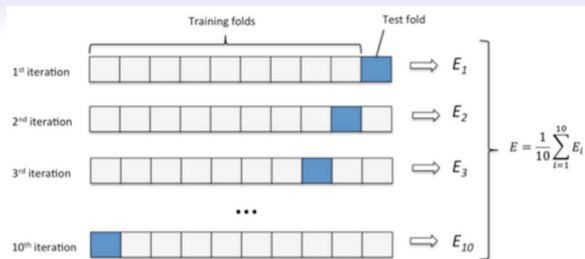 Training folds
Test fold
1st iteration
E1
2nd iteration
E2
3rd iteration
E3
...
10th iteration
E10
E = 1/10 ∑_{i=1}^{10} Ei